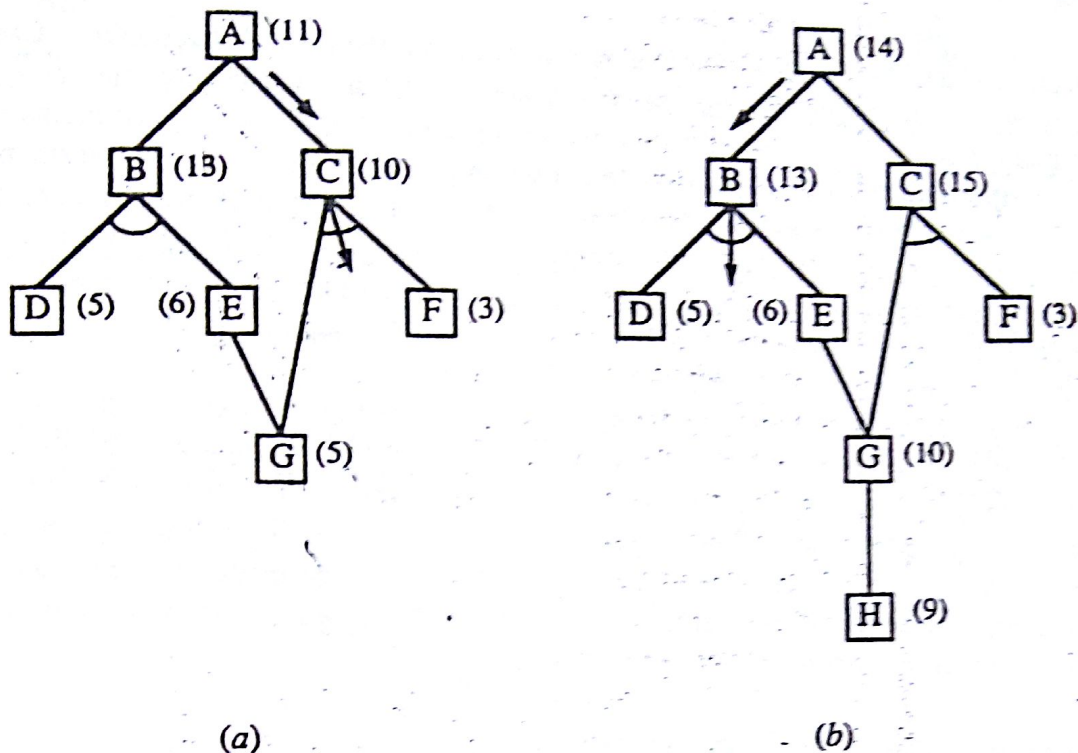 A (11)
B (13) C (10)
D (5) (6) E F (3)
G (5)
(a)
A (14)
B (13) C (15)
D (5) (6) E F (3)
G (10)
H (9)
(b)